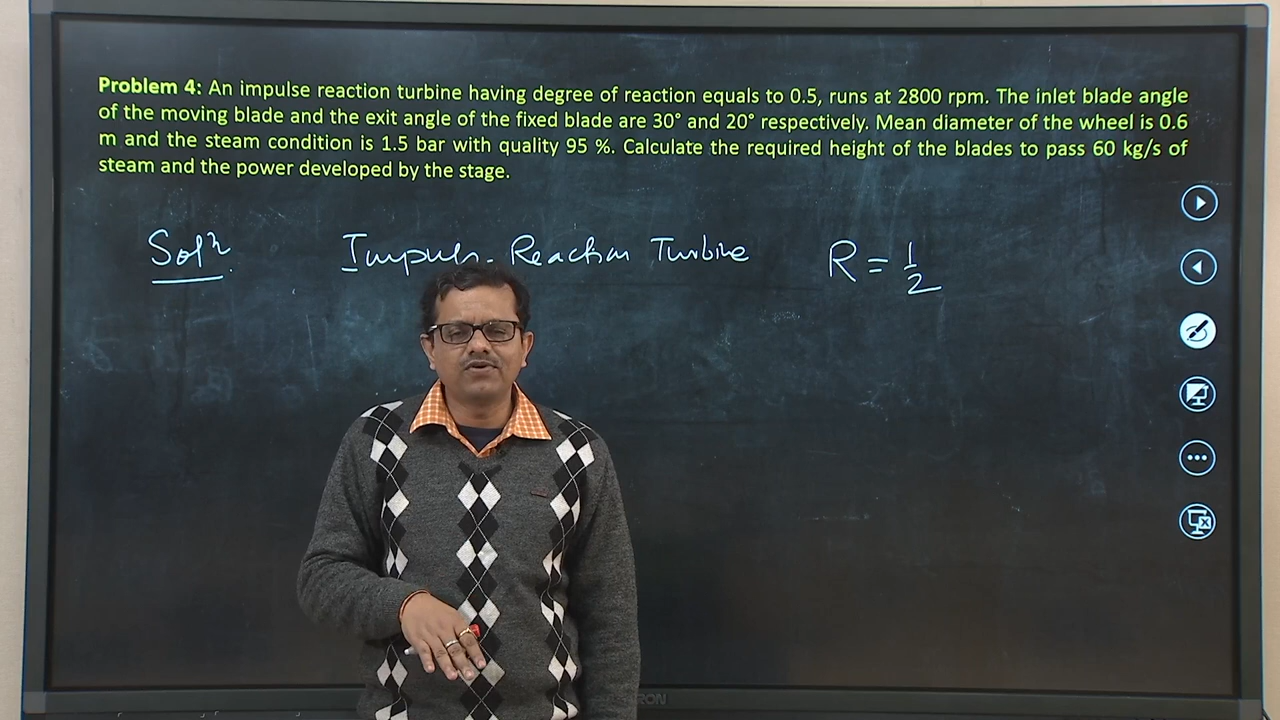 Problem 4: An impulse reaction turbine having degree of reaction equals to 0.5, runs at 2800 rpm. The inlet blade angle
of the moving blade and the exit angle of the fixed blade are 30° and 20° respectively. Mean diameter of the wheel is 0.6
m and the steam condition is 1.5 bar with quality 95 %. Calculate the required height of the blades to pass 60 kg/s of
steam and the power developed by the stage.
Solⁿ Reaction Turbine R = 1/2